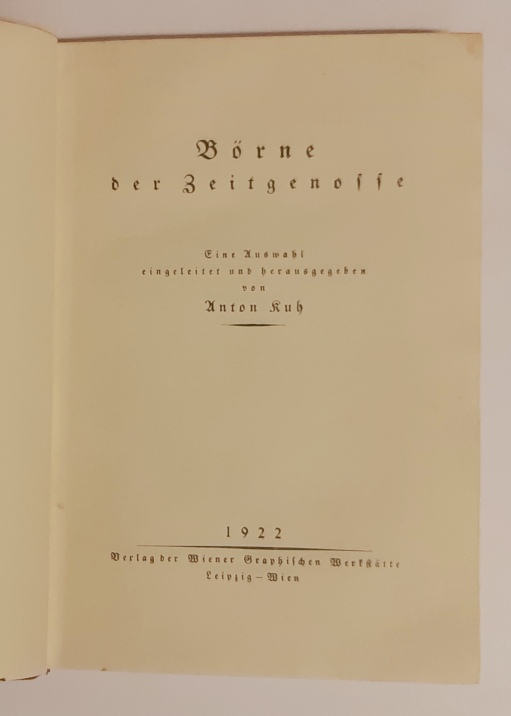 Börne
der Zeitgenosse
Eine Auswahl
eingeleitet und herausgegeben
von
Anton Kuh
1922
Verlag der Wiener Graphischen Werkstätte
Leipzig – Wien